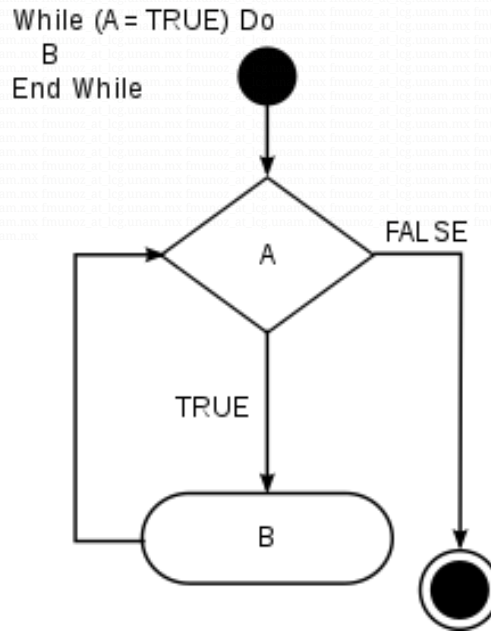 While (A = TRUE) Do
B
End While
A
FALSE
TRUE
B